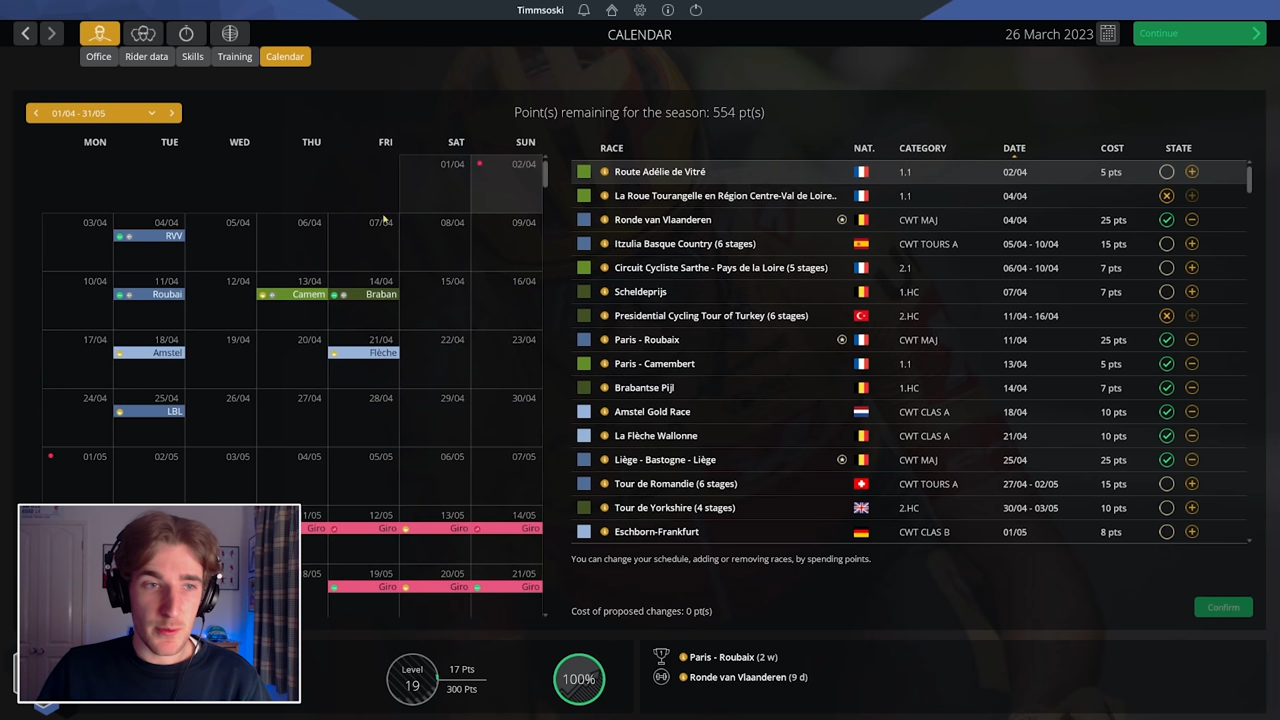 Timmsoski
CALENDAR
26 March 2023
Continue
Office
Rider data
Skills
Training
Calendar
01/04 - 31/05
Point(s) remaining for the season: 554 pt(s)
MON TUE WED THU FRI SAT SUN
01/04 02/04
03/04 04/04 05/04 06/04 07/04 08/04 09/04
RVV
10/04 11/04 12/04 13/04 14/04 15/04 16/04
Roubai Camem Braban
17/04 18/04 19/04 20/04 21/04 22/04 23/04
Amstel Flèche
24/04 25/04 26/04 27/04 28/04 29/04 30/04
LBL
01/05 02/05 03/05 04/05 05/05 06/05 07/05
11/05 12/05 13/05 14/05
Giro Giro Giro Giro
18/05 19/05 20/05 21/05
Giro Giro Giro
RACE NAT. CATEGORY DATE COST STATE
Route Adélie de Vitré 1.1 02/04 5 pts
La Roue Tourangelle en Région Centre-Val de Loire.. 1.1 04/04
Ronde van Vlaanderen CWT MAJ 04/04 25 pts
Itzulia Basque Country (6 stages) CWT TOURS A 05/04 - 10/04 15 pts
Circuit Cycliste Sarthe - Pays de la Loire (5 stages) 2.1 06/04 - 10/04 7 pts
Scheldeprijs 1.HC 07/04 7 pts
Presidential Cycling Tour of Turkey (6 stages) 2.HC 11/04 - 16/04
Paris - Roubaix CWT MAJ 11/04 25 pts
Paris - Camembert 1.1 13/04 5 pts
Brabantse Pijl 1.HC 14/04 7 pts
Amstel Gold Race CWT CLAS A 18/04 10 pts
La Flèche Wallonne CWT CLAS A 21/04 10 pts
Liège - Bastogne - Liège CWT MAJ 25/04 25 pts
Tour de Romandie (6 stages) CWT TOURS A 27/04 - 02/05 15 pts
Tour de Yorkshire (4 stages) 2.HC 30/04 - 03/05 10 pts
Eschborn-Frankfurt CWT CLAS B 01/05 8 pts
You can change your schedule, adding or removing races, by spending points.
Cost of proposed changes: 0 pt(s)
Confirm
Level
19
17 Pts
300 Pts
100%
Paris - Roubaix (2 w)
Ronde van Vlaanderen (9 d)